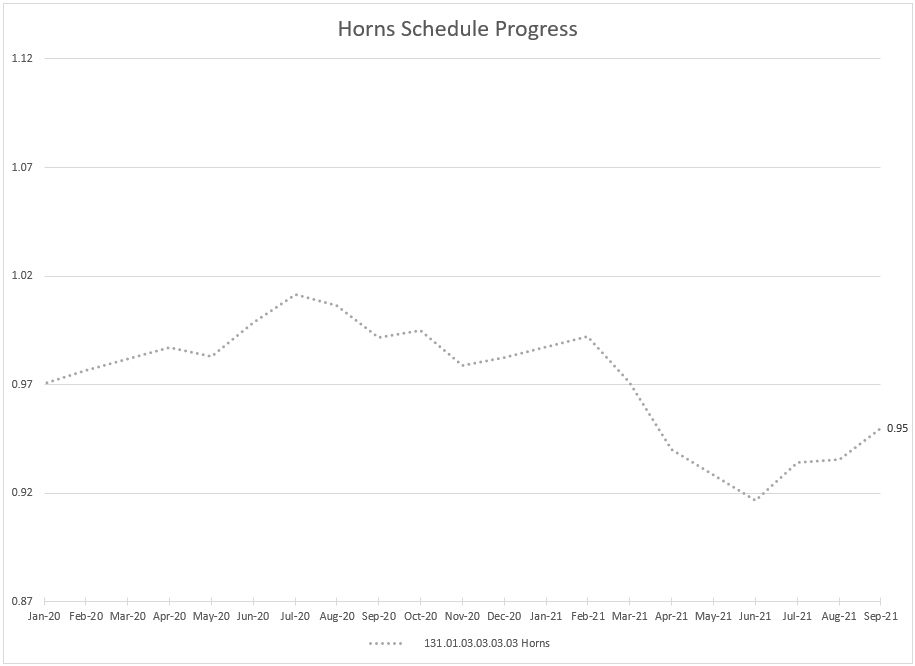 Horns Schedule Progress
1.12
1.07
1.02
0.97
0.95
0.92
0.87
Jan-20 Feb-20 Mar-20 Apr-20 May-20 Jun-20 Jul-20 Aug-20 Sep-20 Oct-20 Nov-20 Dec-20 Jan-21 Feb-21 Mar-21 Apr-21 May-21 Jun-21 Jul-21 Aug-21 Sep-21
131.01.03.03.03.03 Horns